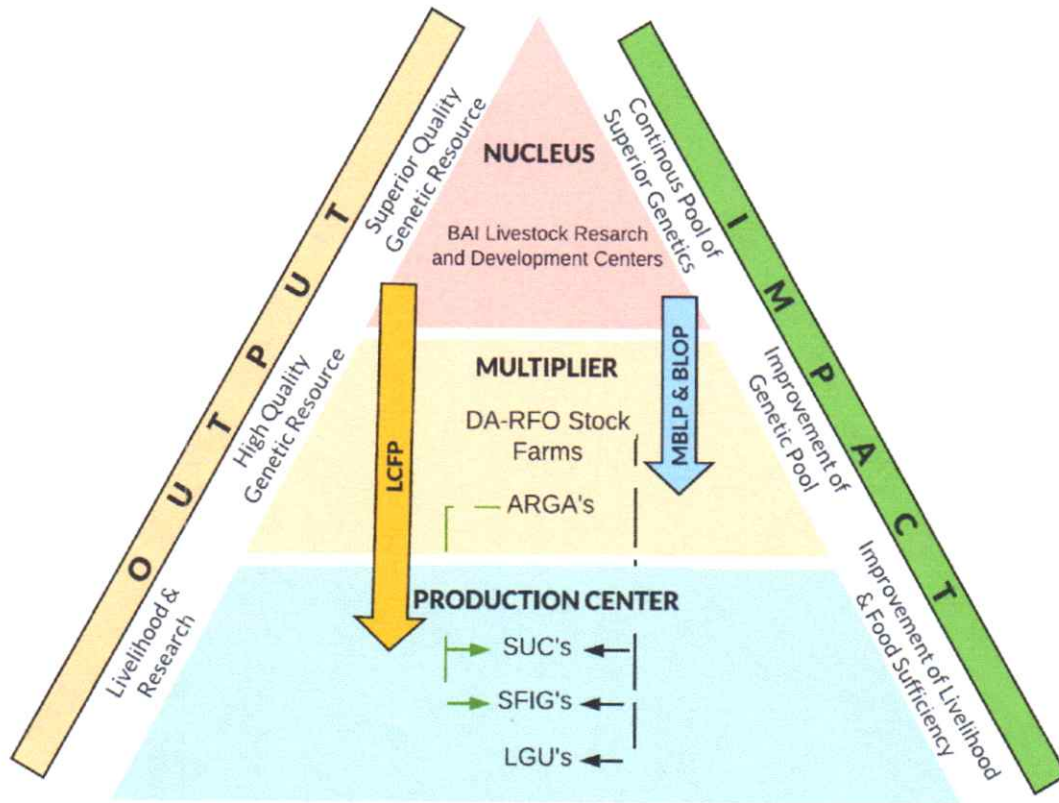 OUTPUT
Superior Quality
Genetic Resource
High Quality
Genetic Resource
Livelihood &
Research
NUCLEUS
BAI Livestock Resarch
and Development Centers
LCFP
MBLP & BLOP
MULTIPLIER
DA-RFO Stock
Farms
ARGA's
PRODUCTION CENTER
SUC's
SFIG's
LGU's
Continous Pool of
Superior Genetics
Improvement of
Genetic Pool
Improvement of Livelihood
& Food Sufficiency
IMPACT